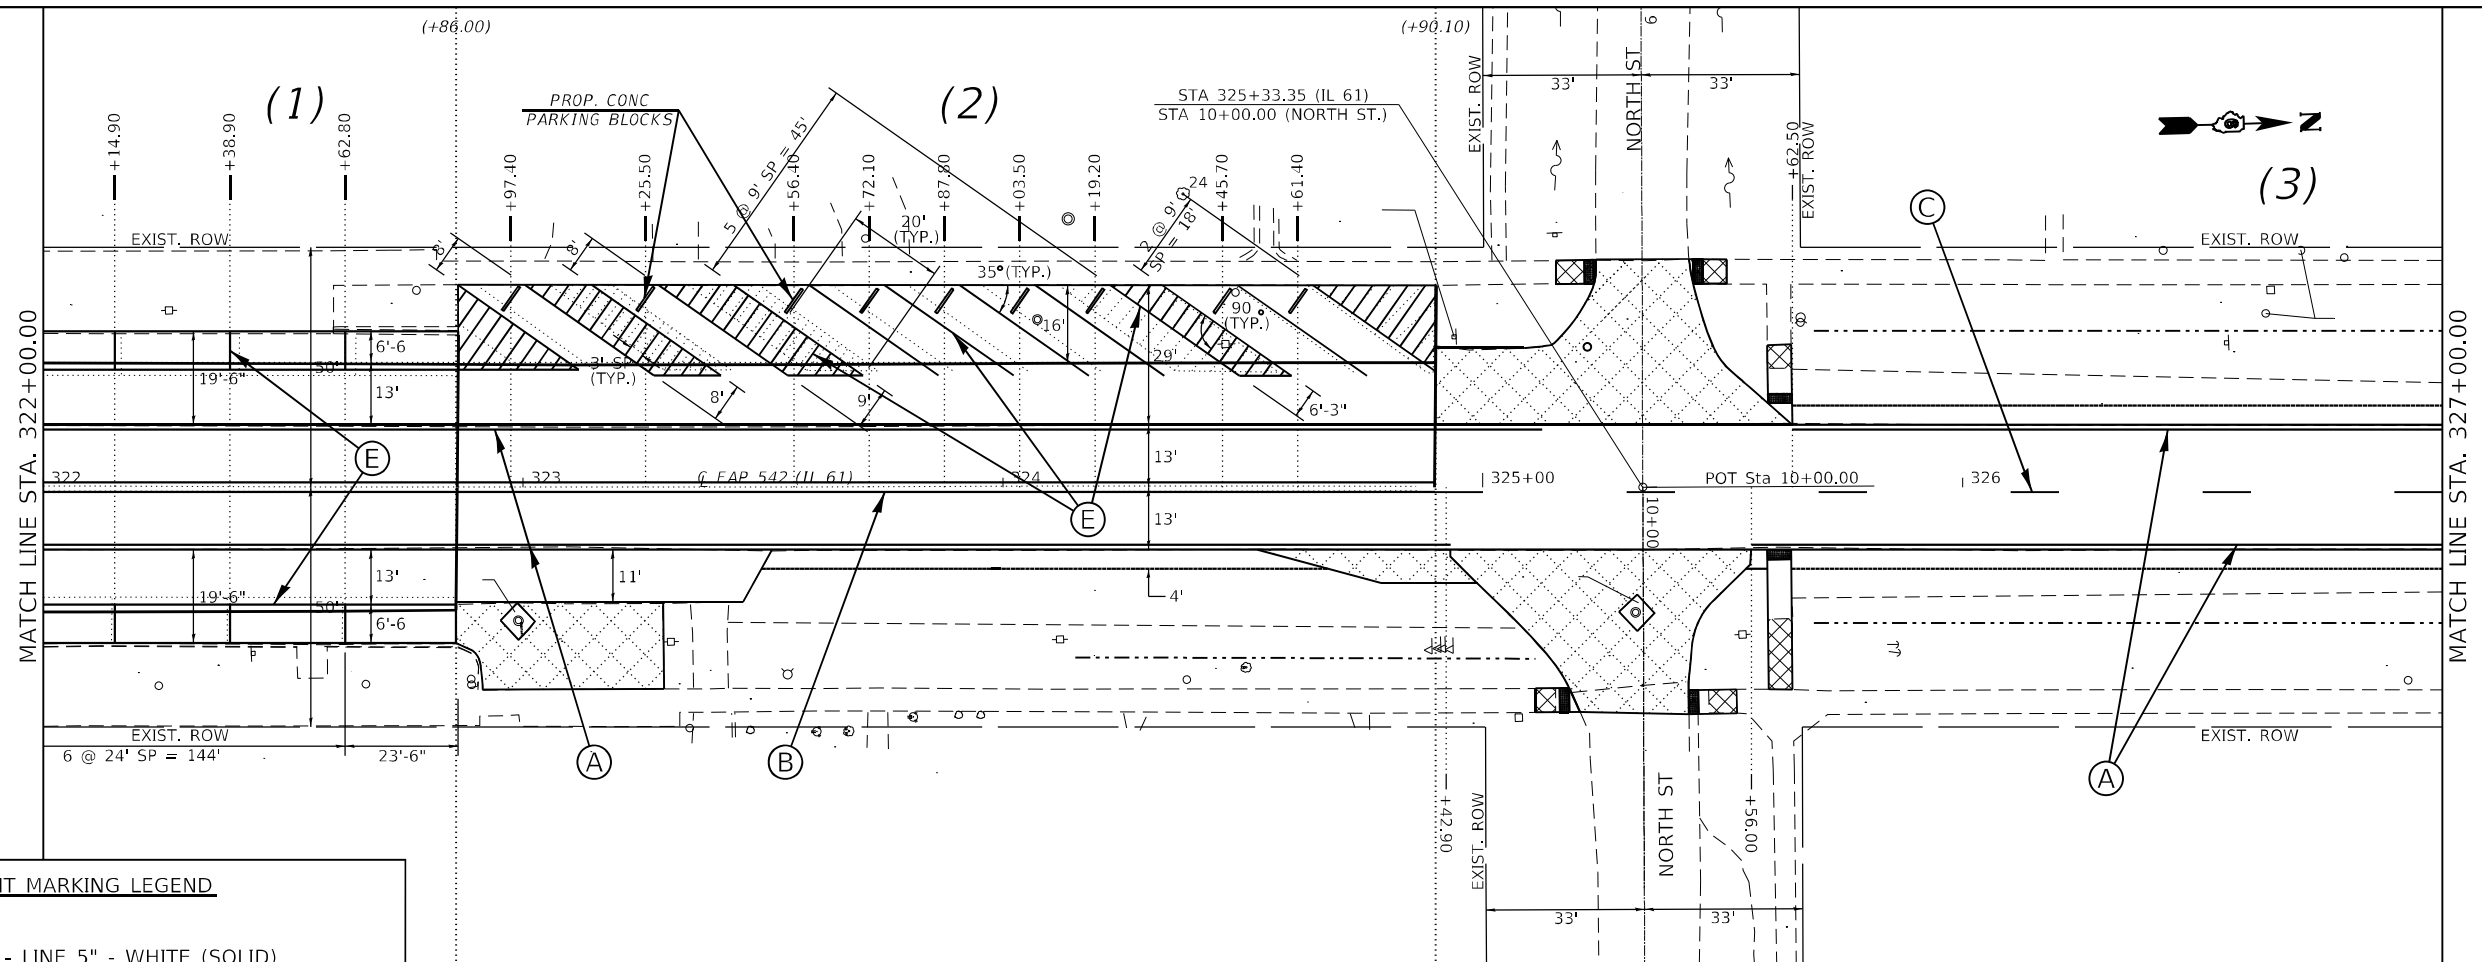 (+86.00)
(+90.10)
(1)
(2)
(3)
PROP. CONC
PARKING BLOCKS
STA 325+33.35 (IL 61)
STA 10+00.00 (NORTH ST.)
EXIST. ROW
33'
33'
NORTH ST
9
+62.50
EXIST. ROW
N
+14.90
+38.90
+62.80
+97.40
+25.50
+56.40
+72.10
+87.80
+03.50
+19.20
+45.70
+61.40
5 @ 9' SP = 45'
2 @ 9'
SP = 18'
24
20'
(TYP.)
8'
8'
35° (TYP.)
C
EXIST. ROW
EXIST. ROW
16'
90
(TYP.)
29'
3' SP
(TYP.)
8'
9'
6'-3"
6'-6
50'
19'-6"
13'
MATCH LINE STA. 322+00.00
MATCH LINE STA. 327+00.00
E
E
322
323
℄ FAP 542 (IL 61)
324
325+00
POT Sta 10+00.00
326
10+00
13'
13'
13'
11'
4'
19'-6"
50'
6'-6
EXIST. ROW
6 @ 24' SP = 144'
23'-6"
A
B
EXIST. ROW
A
+42.90
EXIST. ROW
NORTH ST
+56.00
33'
33'
MARKING LEGEND
- LINE 5" - WHITE (SOLID)